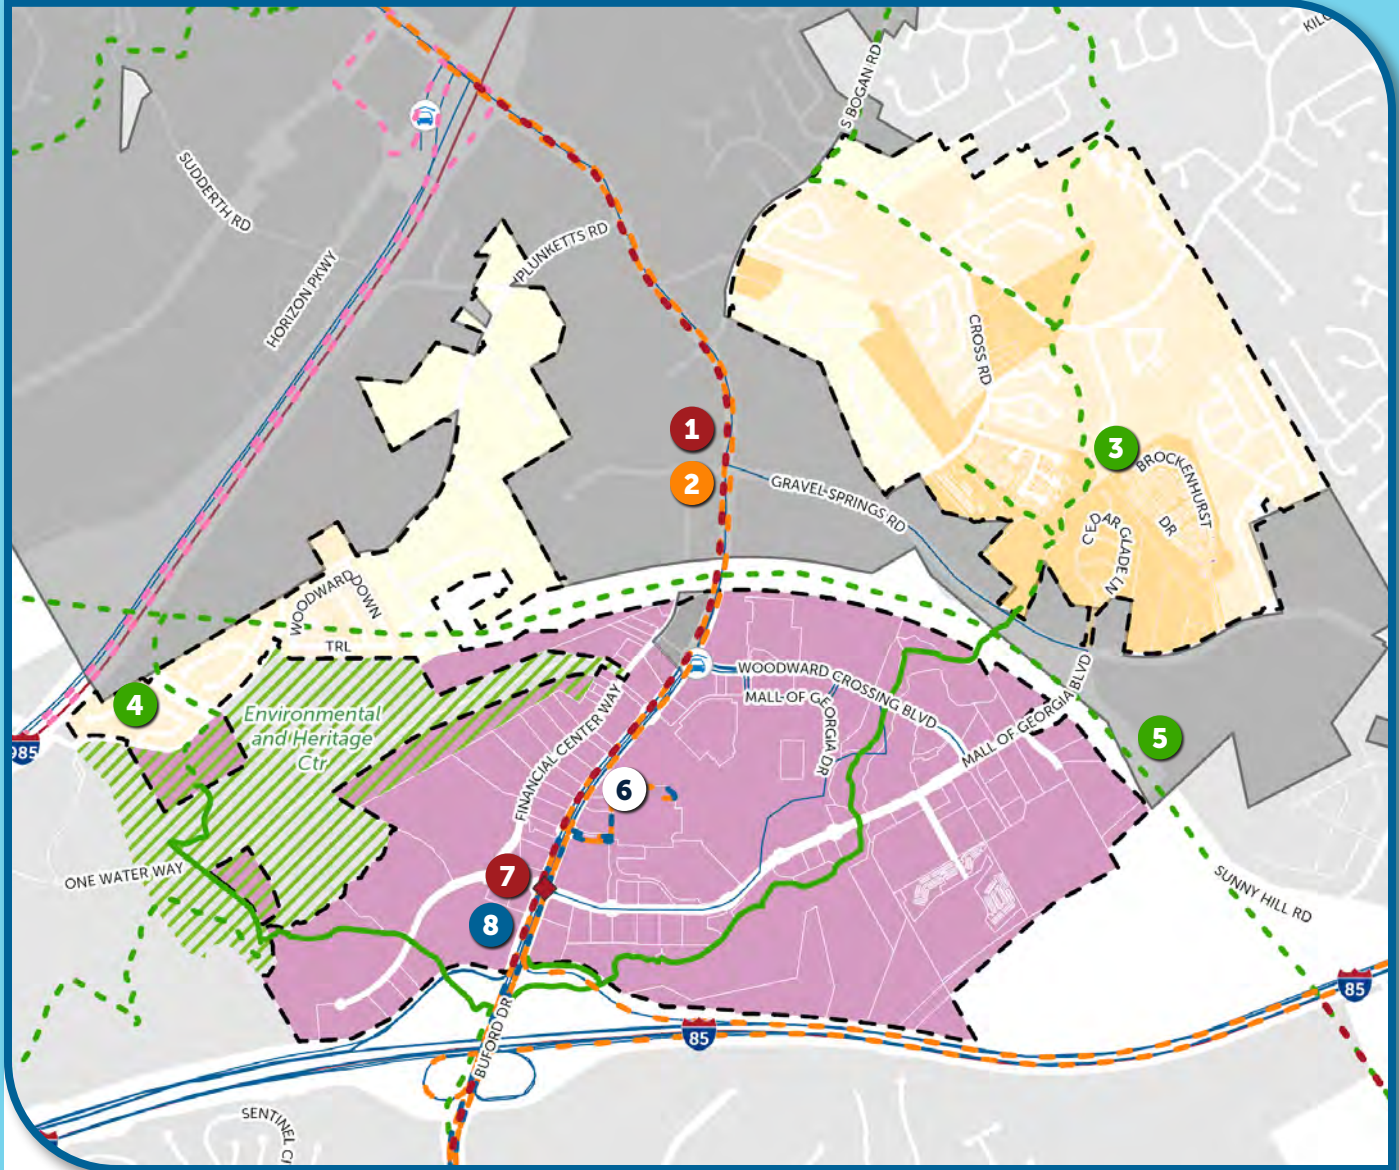 KILG
S BOGAN RD
SUDDERTH RD
PLUNKETTS RD
HORIZON PKWY
CROSS RD
1
3
BROCKENHURST
DR
2
GRAVEL SPRINGS RD
CEDAR GLADE LN
WOODWARD
DOWN
TRL
WOODWARD CROSSING BLVD
MALL OF GEORGIA DR
MALL OF GEORGIA BLVD
4
Environmental
and Heritage
Ctr
5
985
FINANCIAL CENTER WAY
6
ONE WATER WAY
7
8
SUNNY HILL RD
85
BUFORD DR
85
SENTINEL CI